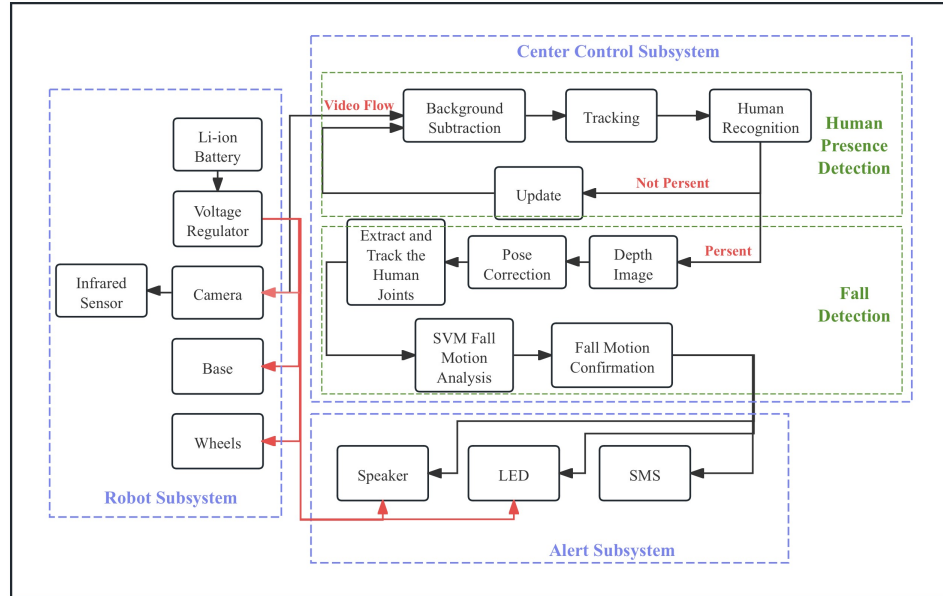 Center Control Subsystem
Video Flow
Background
Subtraction
Tracking
Human
Recognition
Human
Presence
Detection
Li-ion
Battery
Update
Not Persent
Voltage
Regulator
Extract and
Track the
Human
Joints
Pose
Correction
Depth
Image
Persent
Infrared
Sensor
Camera
Fall
Detection
SVM Fall
Motion
Analysis
Fall Motion
Confirmation
Base
Wheels
Speaker
LED
SMS
Robot Subsystem
Alert Subsystem